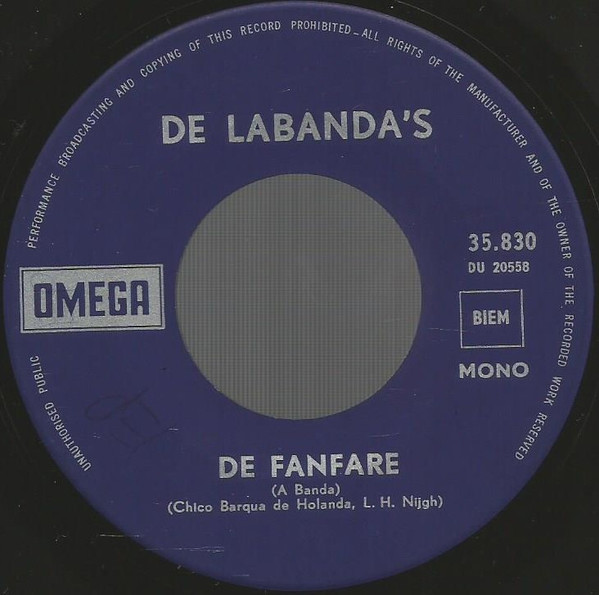 UNAUTHORISED PUBLIC PERFORMANCE BROADCASTING AND COPYING OF THIS RECORD PROHIBITED_ALL RIGHTS OF THE MANUFACTURER AND OF THE OWNER OF THE RECORDED WORK RESERVED
DE LABANDA'S
35.830
DU 20558
OMEGA
BIEM
MONO
DE FANFARE
(A Banda)
(Chico Barqua de Holanda, L. H. Nijgh)